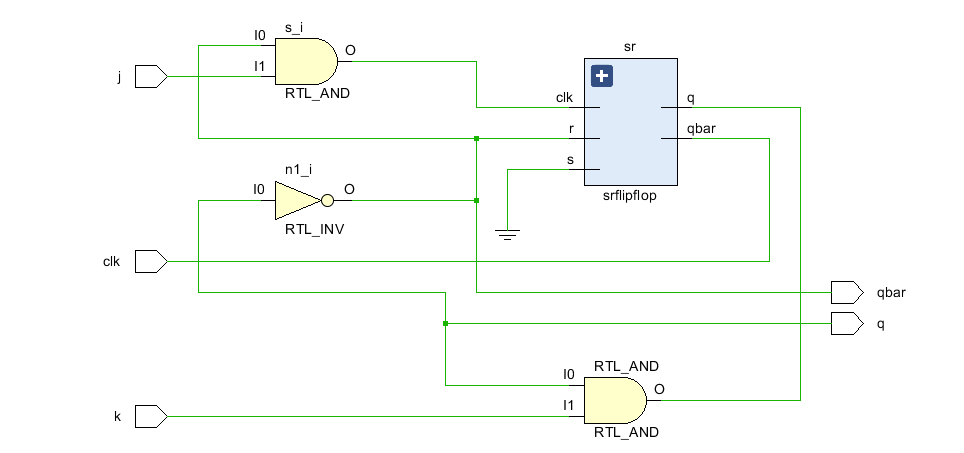 s_i
I0
O
I1
j
RTL_AND
sr
clk
q
r
qbar
s
srflipflop
n1_i
I0
O
RTL_INV
clk
qbar
q
RTL_AND
I0
O
I1
k
RTL_AND